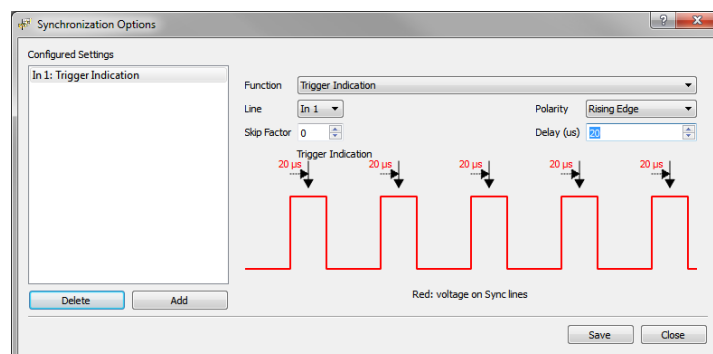 Synchronization Options
Configured Settings
In 1: Trigger Indication
Function Trigger Indication
Line In 1 Polarity Rising Edge
Skip Factor 0 Delay (us) 20
Trigger Indication
20 µs 20 µs 20 µs 20 µs 20 µs
Red: voltage on Sync lines
Delete Add
Save Close